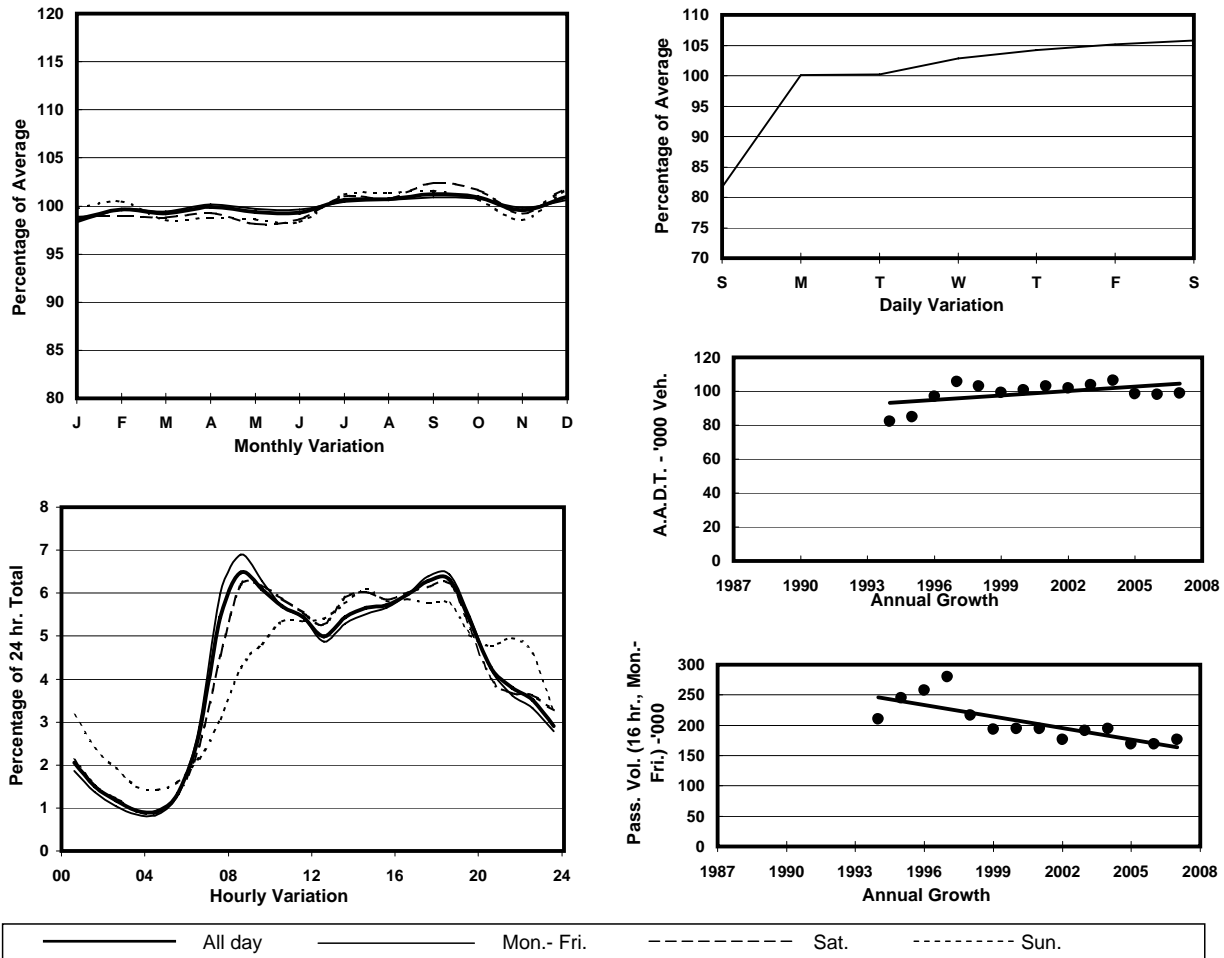 Percentage of Average
120
115
110
105
100
95
90
85
80
J F M A M J J A S O N D
Monthly Variation
Percentage of Average
110
105
100
95
90
85
80
75
70
S M T W T F S
Daily Variation
A.A.D.T. - '000 Veh.
120
100
80
60
40
20
0
1987 1990 1993 1996 1999 2002 2005 2008
Annual Growth
Percentage of 24 hr. Total
8
7
6
5
4
3
2
1
0
00 04 08 12 16 20 24
Hourly Variation
Pass. Vol. (16 hr., Mon.-
Fri.) -'000
300
250
200
150
100
50
0
1987 1990 1993 1996 1999 2002 2005 2008
Annual Growth
All day Mon.- Fri. Sat. Sun.